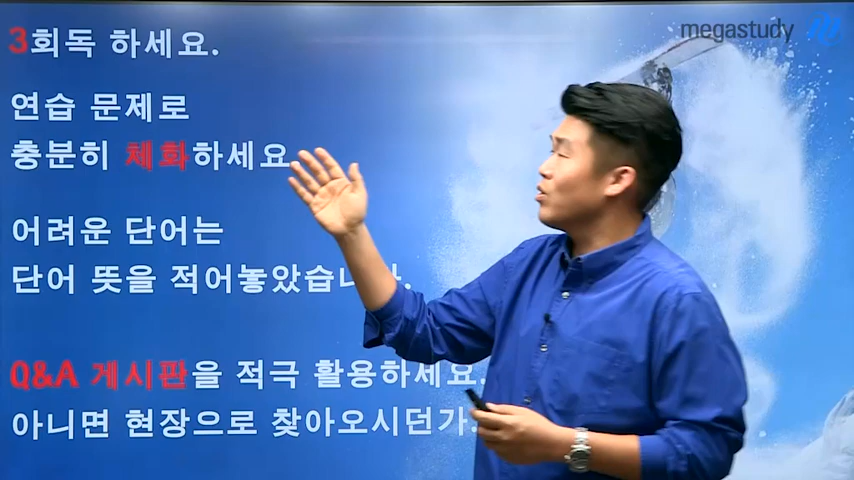 megastudy
3회독 하세요.
연습 문제로
충분히 체화하세요.
어려운 단어는
단어 뜻을 적어놓았습니다.
Q&A 게시판을 적극 활용하세요.
아니면 현장으로 찾아오시던가.